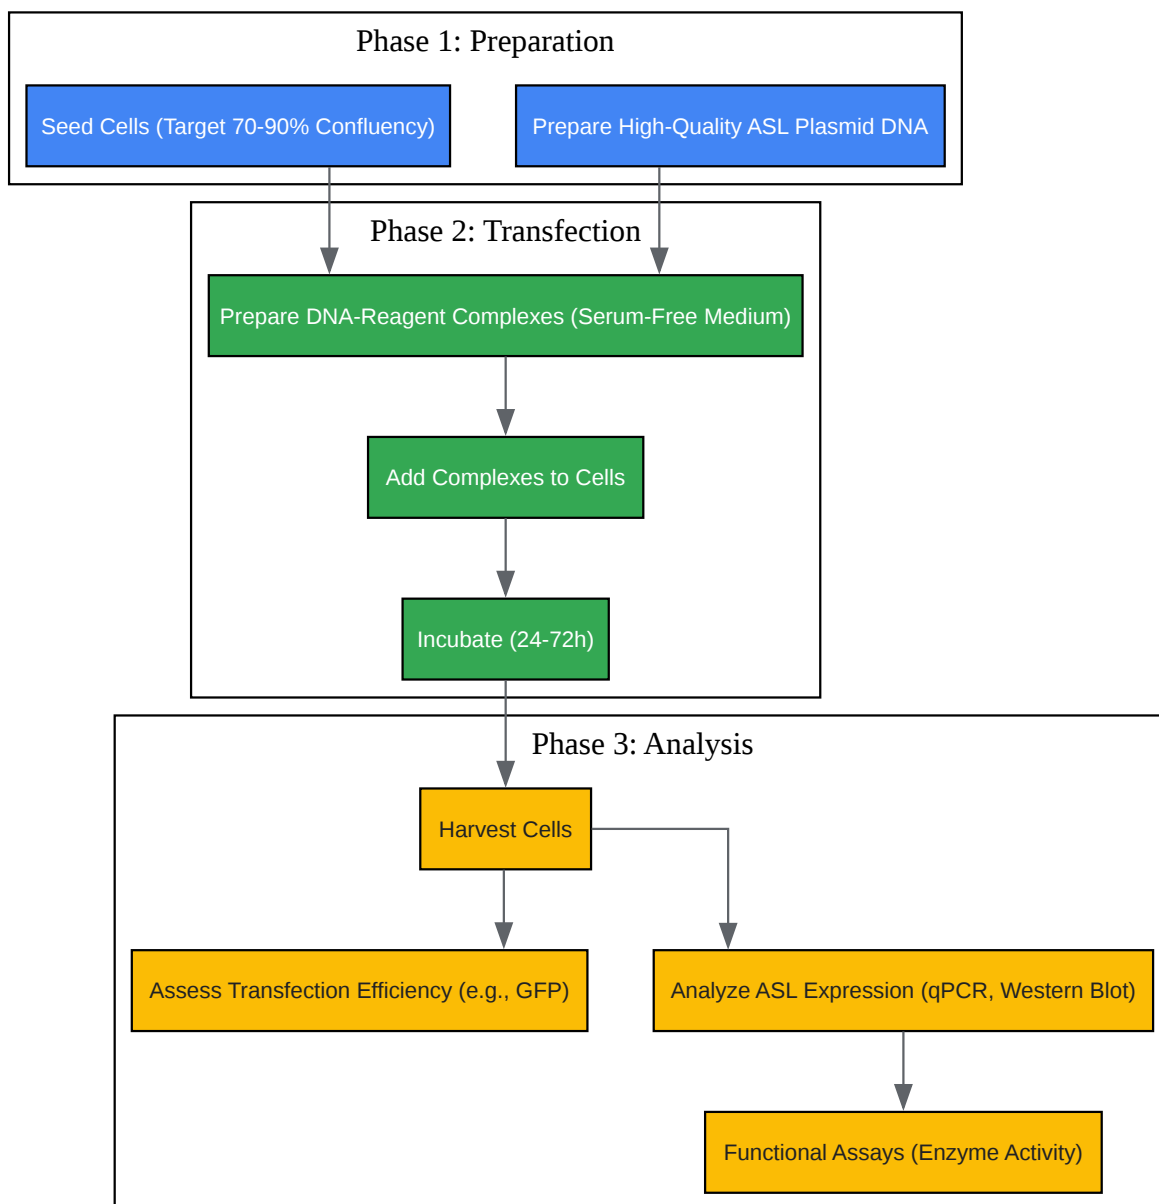 Phase 1: Preparation
Seed Cells (Target 70-90% Confluency)
Prepare High-Quality ASL Plasmid DNA
Phase 2: Transfection
Prepare DNA-Reagent Complexes (Serum-Free Medium)
Add Complexes to Cells
Incubate (24-72h)
Phase 3: Analysis
Harvest Cells
Assess Transfection Efficiency (e.g., GFP)
Analyze ASL Expression (qPCR, Western Blot)
Functional Assays (Enzyme Activity)